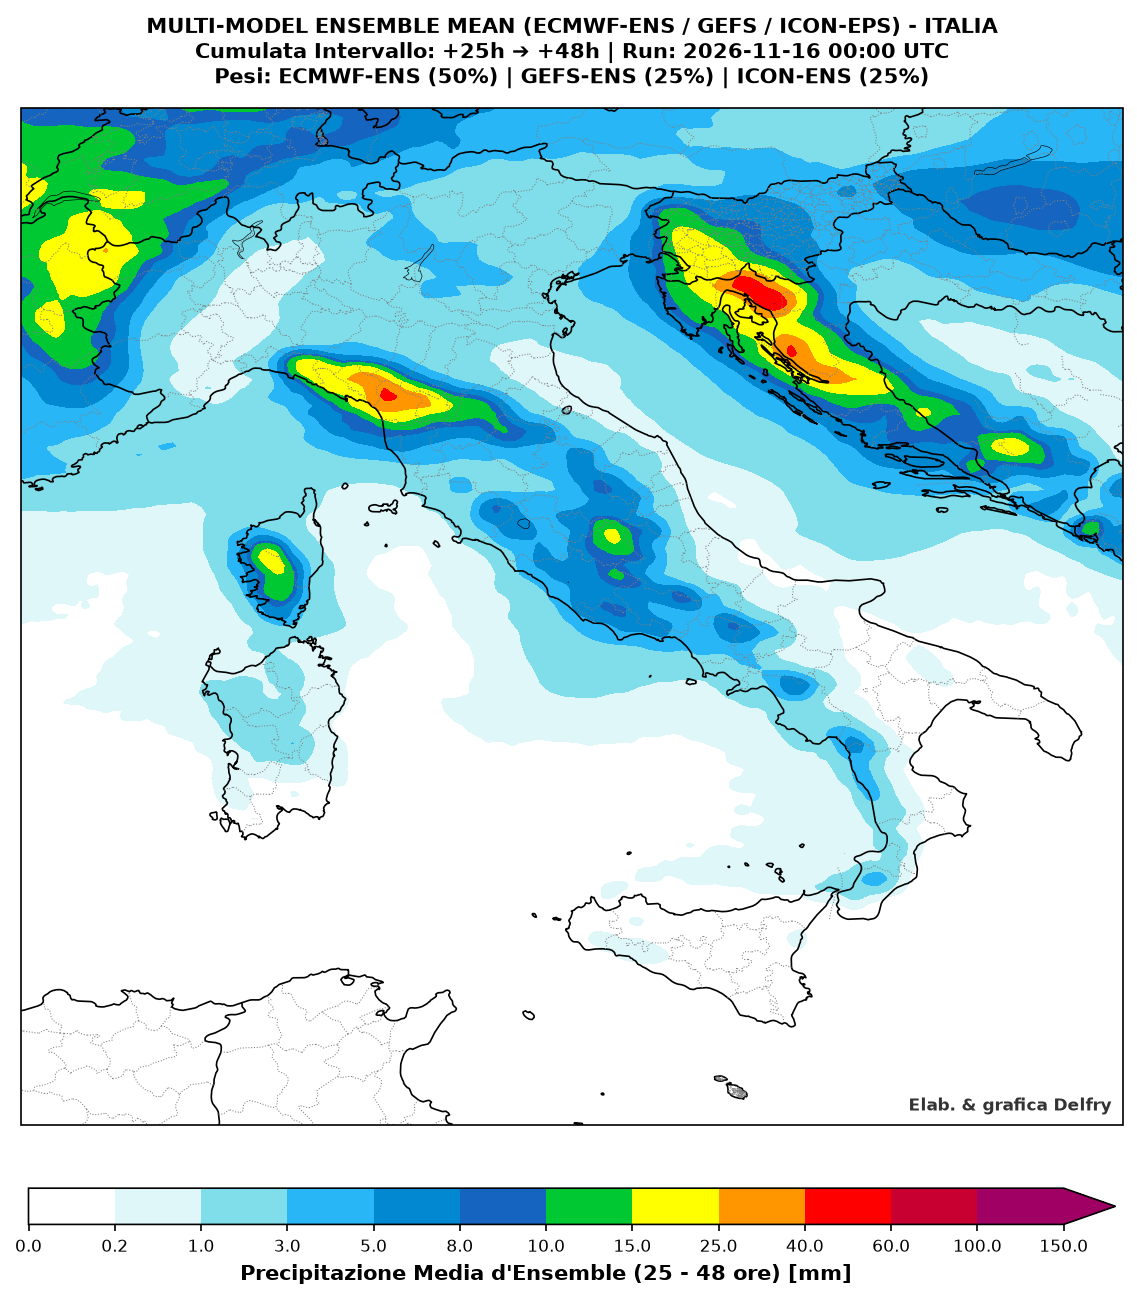 MULTI-MODEL ENSEMBLE MEAN (ECMWF-ENS / GEFS / ICON-EPS) - ITALIA
Cumulata Intervallo: +25h → +48h | Run: 2026-11-16 00:00 UTC
Pesi: ECMWF-ENS (50%) | GEFS-ENS (25%) | ICON-ENS (25%)
Elab. & grafica Delfry
0.0 0.2 1.0 3.0 5.0 8.0 10.0 15.0 25.0 40.0 60.0 100.0 150.0
Precipitazione Media d'Ensemble (25 - 48 ore) [mm]